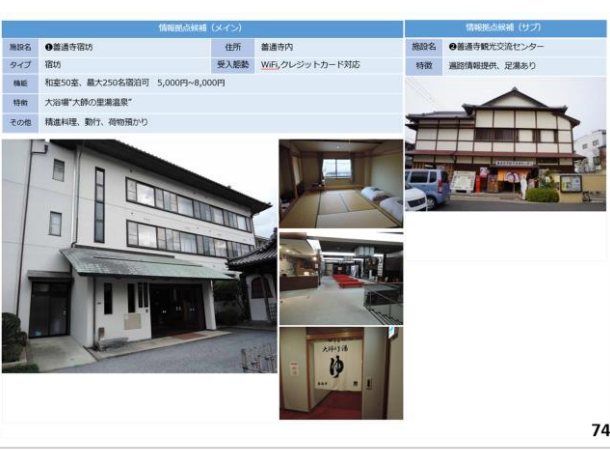 情報拠点候補（メイン）
施設名 ❶善通寺宿坊 住所 善通寺内
タイプ 宿坊 受入態勢 WiFi,クレジットカード対応
機能 和室50室、最大250名宿泊可 5,000円~8,000円
特徴 大浴場“大師の里湯温泉”
その他 精進料理、勤行、荷物預かり
情報拠点候補（サブ）
施設名 ❷善通寺観光交流センター
特徴 遍路情報提供、足湯あり
大師の湯
ゆ
74